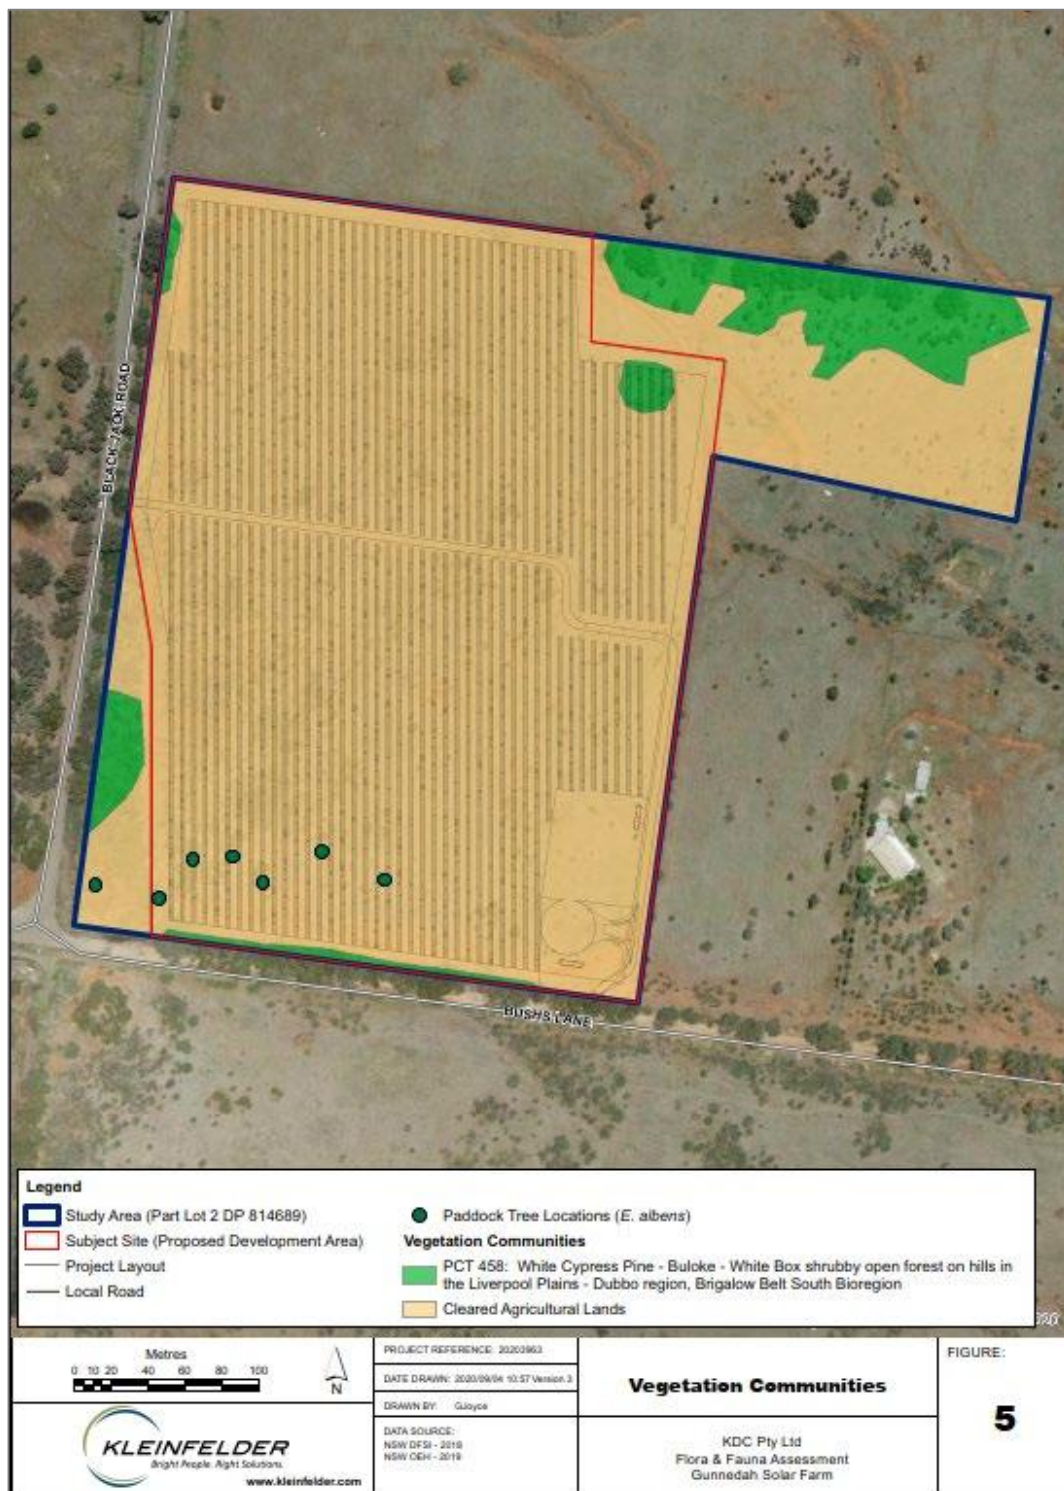 BLACK JACK ROAD
BUSHS LANE
Legend
Study Area (Part Lot 2 DP 814689)
Subject Site (Proposed Development Area)
Project Layout
Local Road
Paddock Tree Locations (E. albens)
Vegetation Communities
PCT 458: White Cypress Pine - Buloke - White Box shrubby open forest on hills in
the Liverpool Plains - Dubbo region, Brigalow Belt South Bioregion
Cleared Agricultural Lands
Metres
0 10 20 40 60 80 100
N
KLEINFELDER
Bright People. Right Solutions.
www.kleinfelder.com
PROJECT REFERENCE: 20203963
DATE DRAWN: 2020/09/04 10:57 Version 3
DRAWN BY: GJoyce
DATA SOURCE:
NSW DFSI - 2018
NSW OEH - 2019
Vegetation Communities
KDC Pty Ltd
Flora & Fauna Assessment
Gunnedah Solar Farm
FIGURE:
5